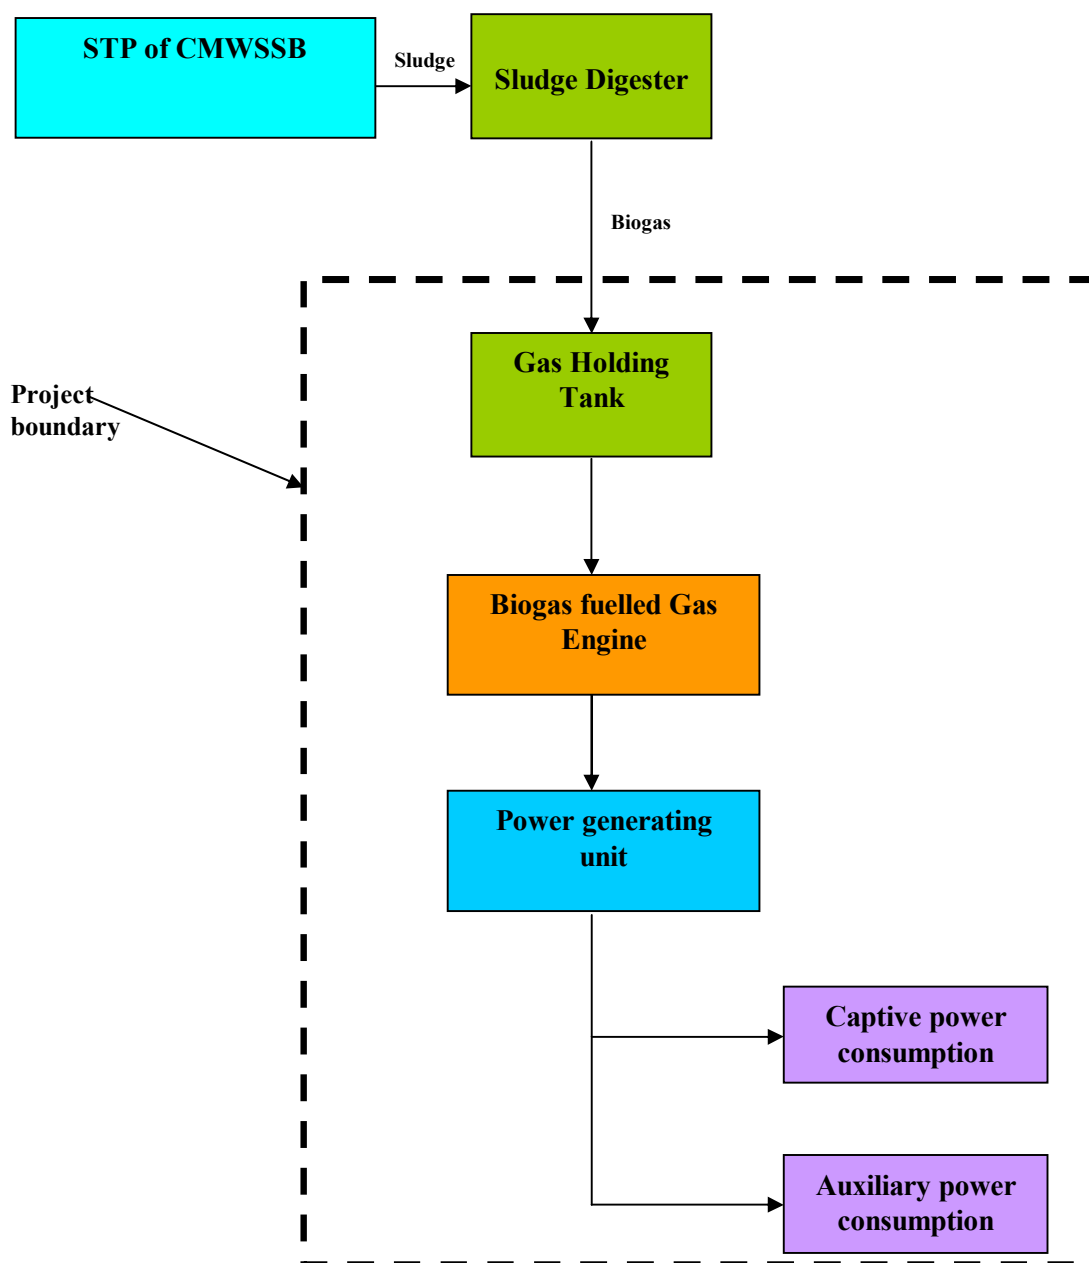 STP of CMWSSB
Sludge
Sludge Digester
Biogas
Gas Holding
Tank
Project
boundary
Biogas fuelled Gas
Engine
Power generating
unit
Captive power
consumption
Auxiliary power
consumption